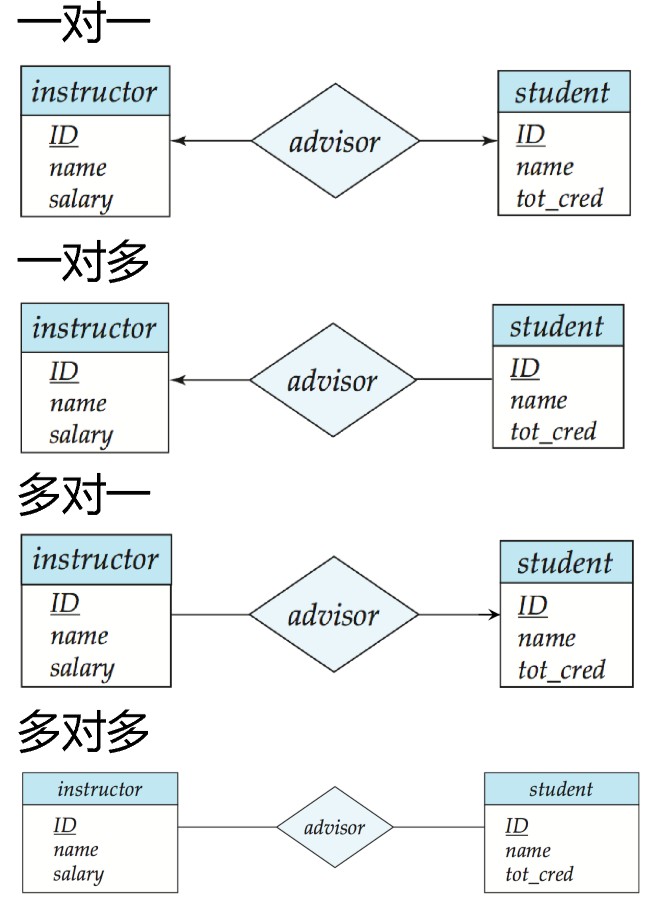 一对一
instructor
ID
name
salary
advisor
student
ID
name
tot_cred
一对多
instructor
ID
name
salary
advisor
student
ID
name
tot_cred
多对一
instructor
ID
name
salary
advisor
student
ID
name
tot_cred
多对多
instructor
ID
name
salary
advisor
student
ID
name
tot_cred